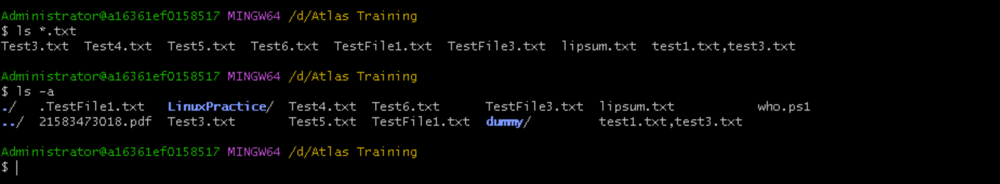 Administrator@a16361ef0158517 MINGW64 /d/Atlas Training
$ ls *.txt
Test3.txt  Test4.txt  Test5.txt  Test6.txt  TestFile1.txt  TestFile3.txt  lipsum.txt  test1.txt,test3.txt
Administrator@a16361ef0158517 MINGW64 /d/Atlas Training
$ ls -a
./   .TestFile1.txt   LinuxPractice/  Test4.txt  Test6.txt      TestFile3.txt  lipsum.txt           who.ps1
../  21583473018.pdf  Test3.txt       Test5.txt  TestFile1.txt  dummy/         test1.txt,test3.txt
Administrator@a16361ef0158517 MINGW64 /d/Atlas Training
$